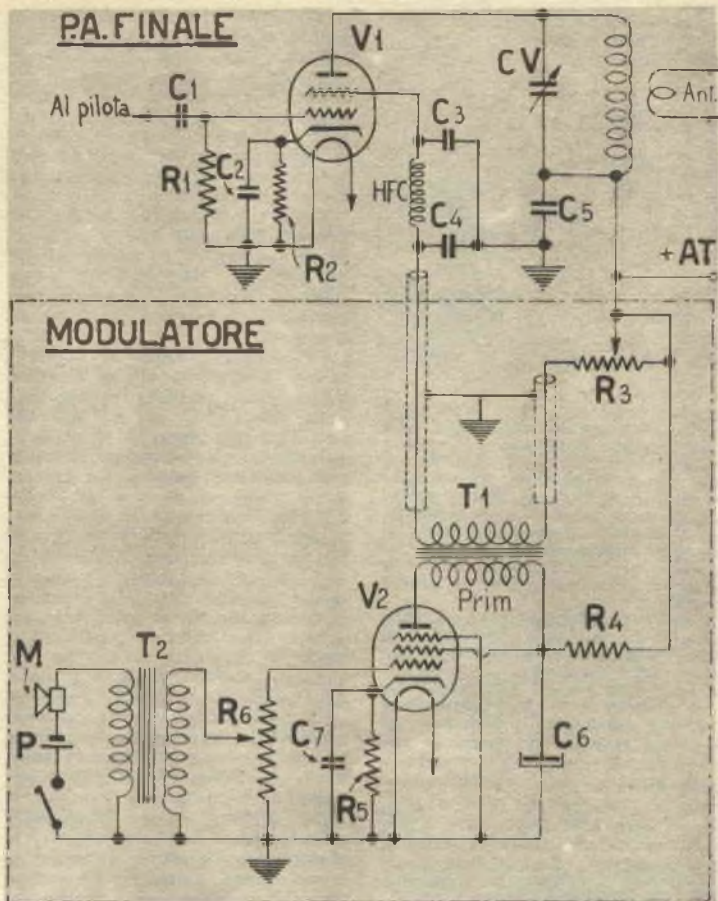 P.A. FINALE
V1
CV
C1
Al pilota
C3
Ant.
R1
C2
HFC
C4
C5
R2
+ AT
MODULATORE
R3
T1
Prim
V2
R4
M
T2
R6
P
C7
C6
R5